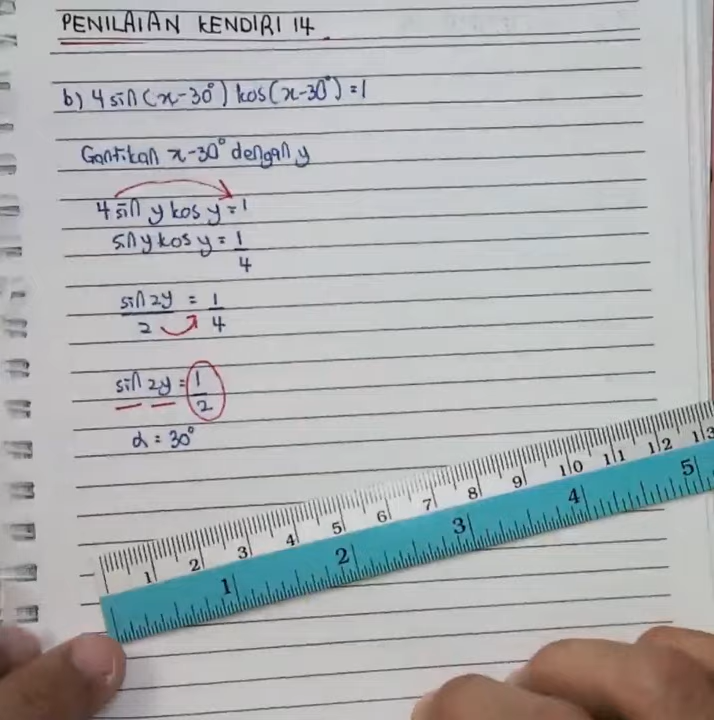 PENILAIAN KENDIRI 14
b) 4 sin(x-30°) kos(x-30°) = 1
Gantikan x-30° dengan y
4 sin y kos y = 1
sin y kos y = 1/4
sin 2y / 2 = 1/4
sin 2y = 1/2
α = 30°
1 2 3 4 5 6 7 8 9 10 11 12 13
1 2 3 4 5